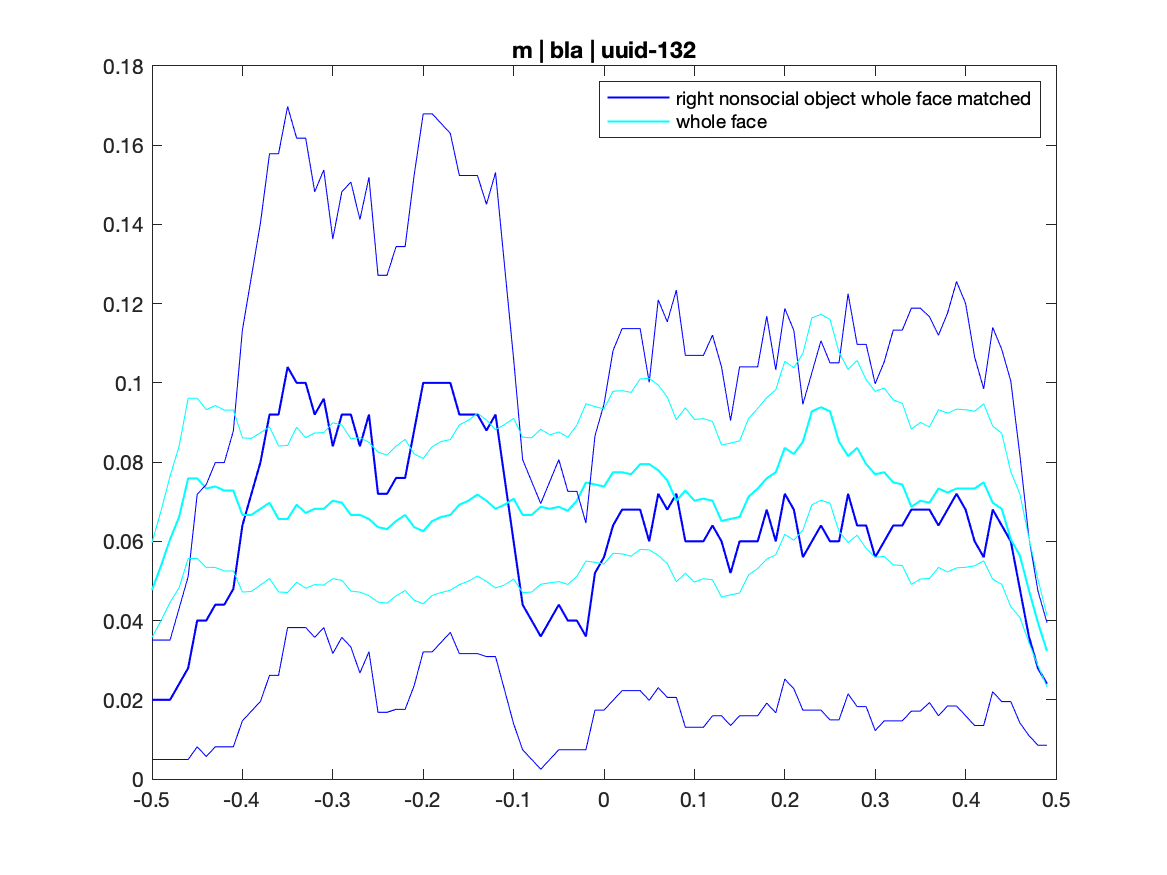 m | bla | uuid-132
0.18
right nonsocial object whole face matched
whole face
0.16
0.14
0.12
0.1
0.08
0.06
0.04
0.02
0
-0.5 -0.4 -0.3 -0.2 -0.1 0 0.1 0.2 0.3 0.4 0.5